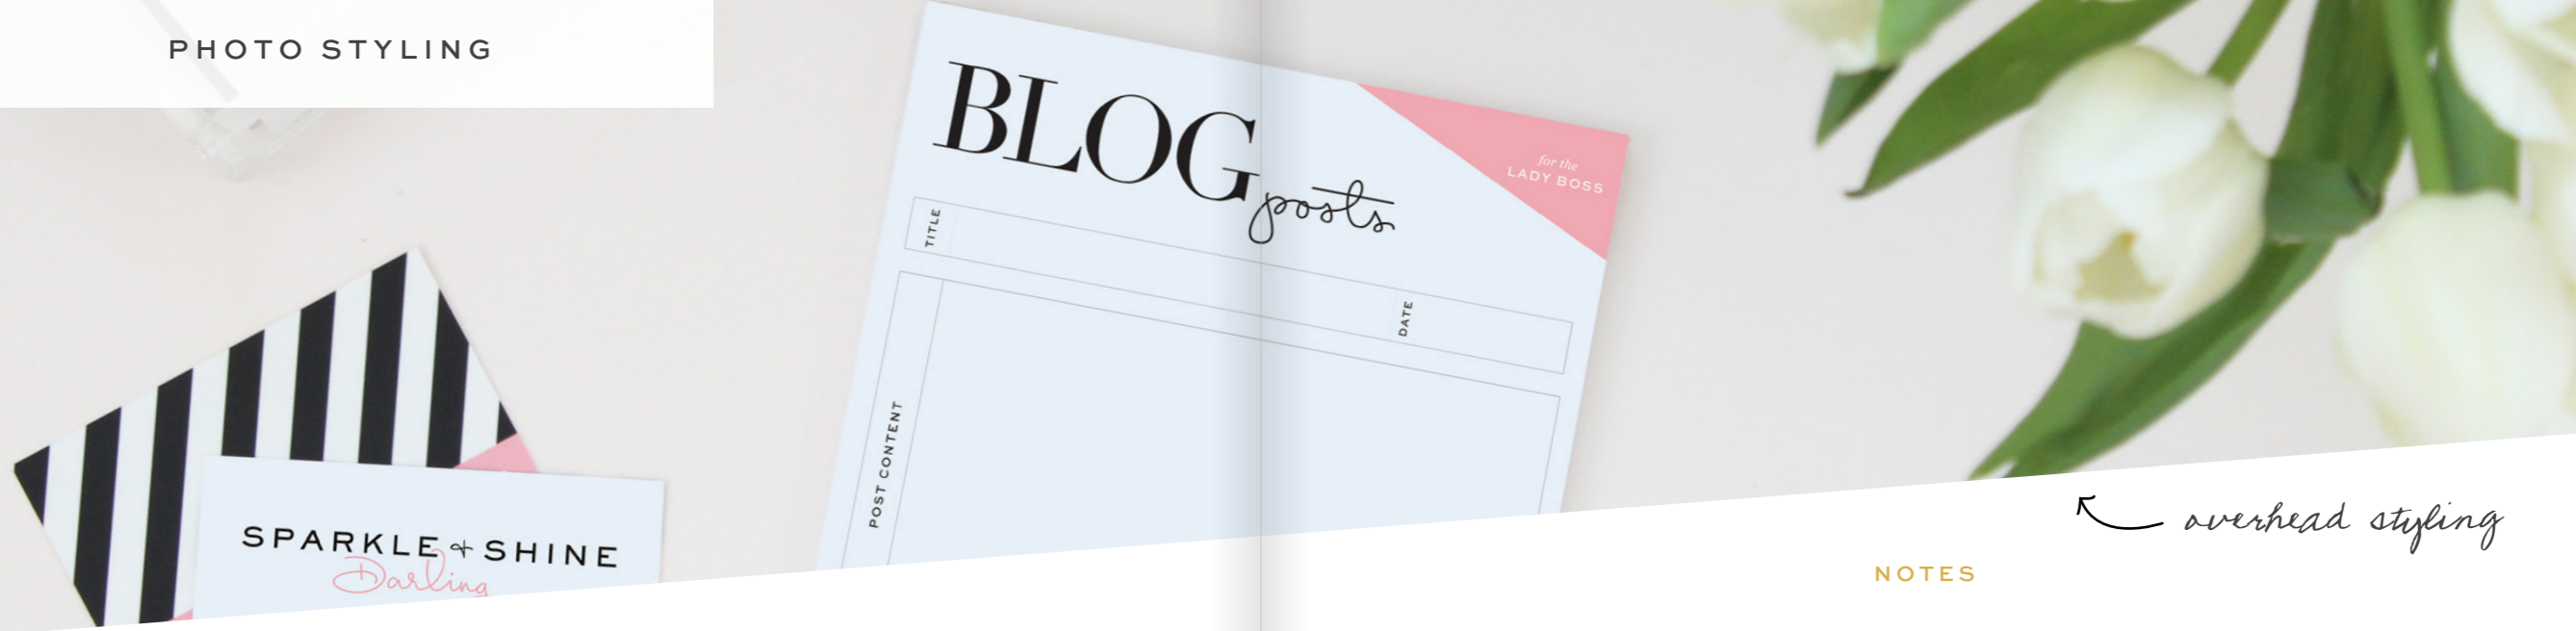 PHOTO STYLING
BLOG posts
for the
LADY BOSS
TITLE
DATE
POST CONTENT
SPARKLE + SHINE
Darling
overhead styling
NOTES